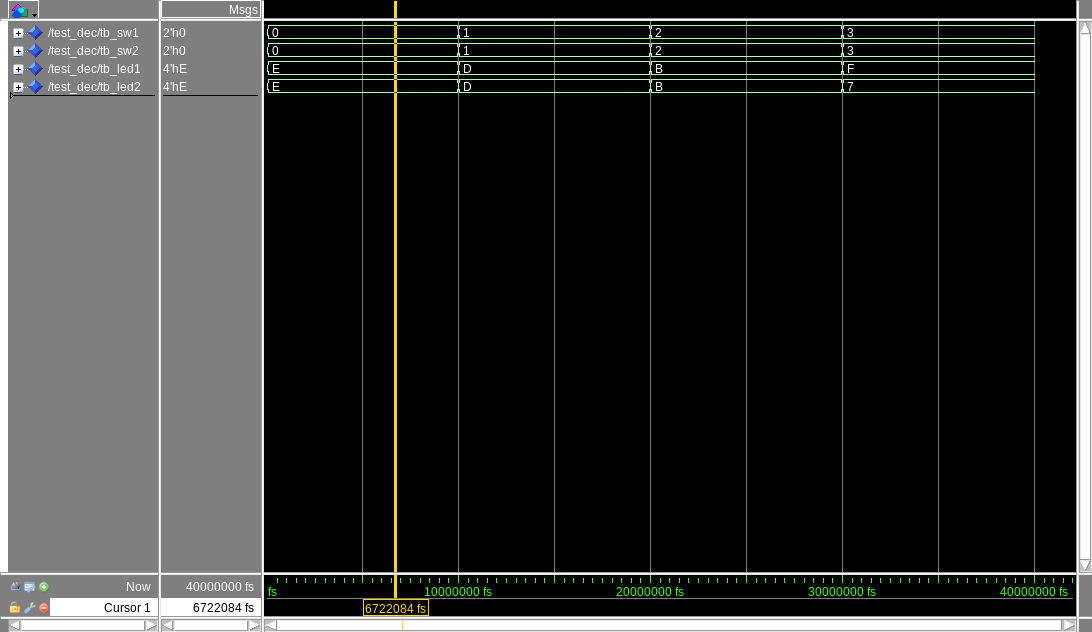 Msgs
/test_dec/tb_sw1 2'h0 0 1 2 3
/test_dec/tb_sw2 2'h0 0 1 2 3
/test_dec/tb_led1 4'hE E D B F
/test_dec/tb_led2 4'hE E D B 7
Now 40000000 fs fs 10000000 fs 20000000 fs 30000000 fs 40000000 fs
Cursor 1 6722084 fs 6722084 fs